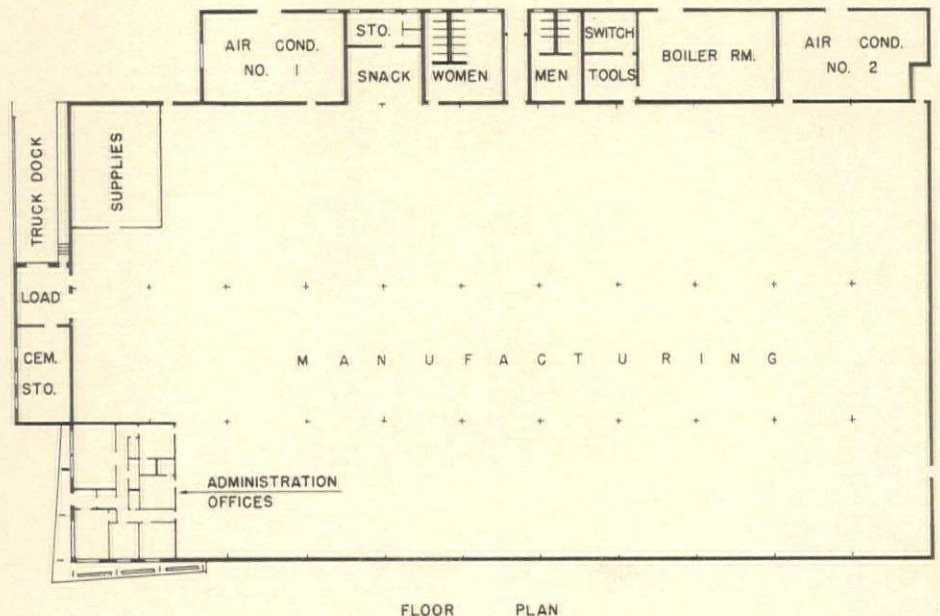 AIR COND.
NO. 1
STO.
SNACK
WOMEN
MEN
SWITCH
TOOLS
BOILER RM.
AIR COND.
NO. 2
TRUCK DOCK
SUPPLIES
LOAD
CEM.
STO.
MANUFACTURING
ADMINISTRATION
OFFICES
FLOOR PLAN